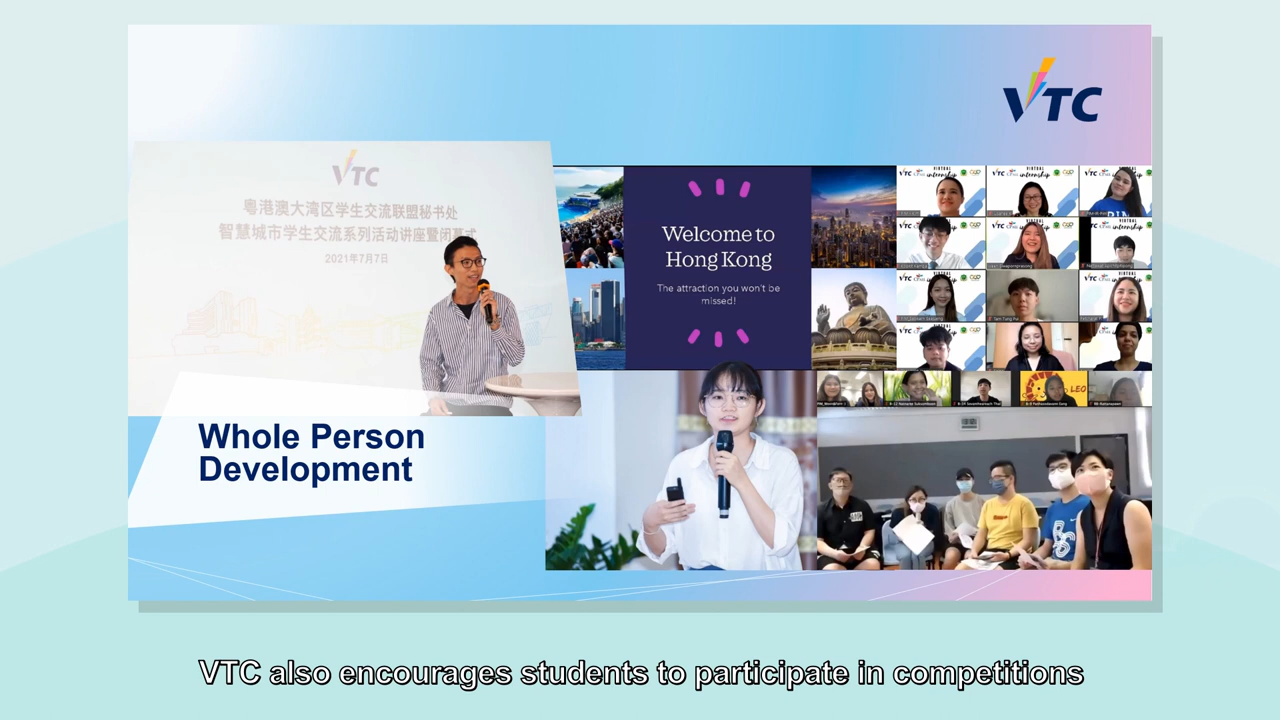 VTC
VTC
粤港澳大湾区学生交流联盟秘书处
智慧城市学生交流系列活动讲座暨闭幕式
2021年7月7日
Welcome to
Hong Kong
The attraction you won't be
missed!
VIRTUAL
internship
VTC
LEO
Whole Person
Development
VTC also encourages students to participate in competitions